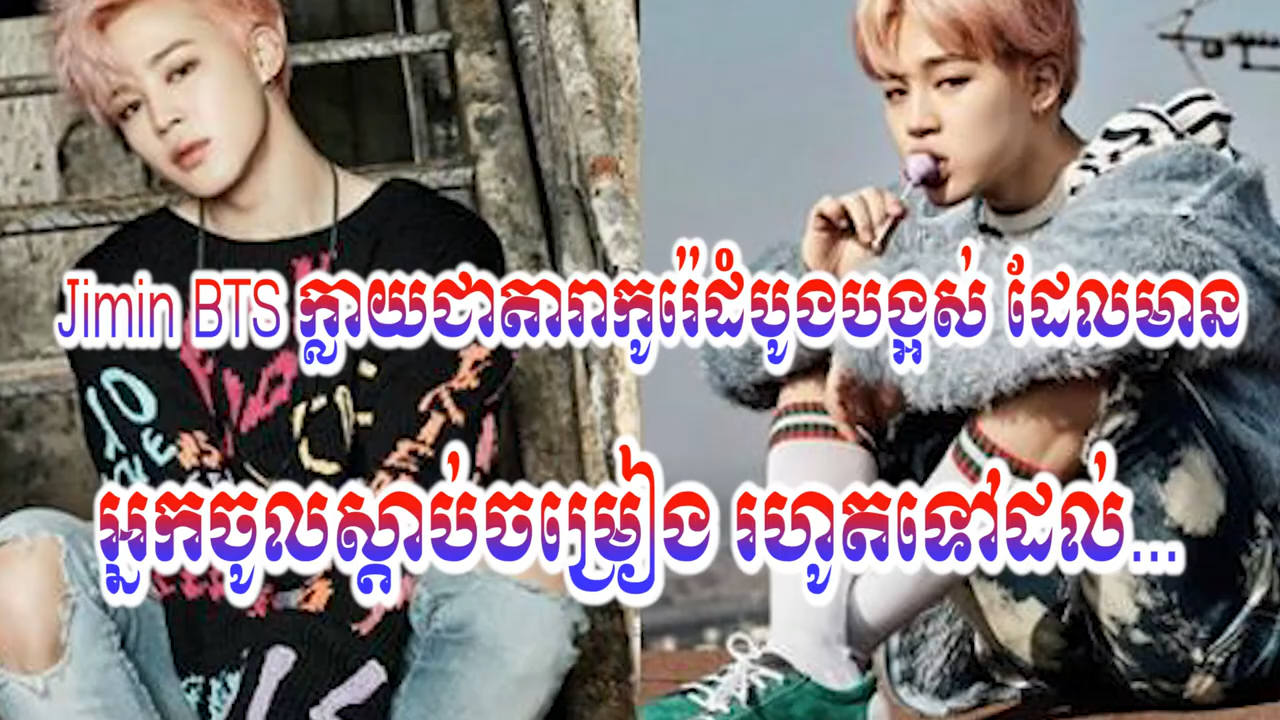 Jimin BTS ក្លាយជាតារាកូរ៉េដំបូងបង្អស់ ដែលមាន
អ្នកចូលស្តាប់ចម្រៀង រហូតទៅដល់...